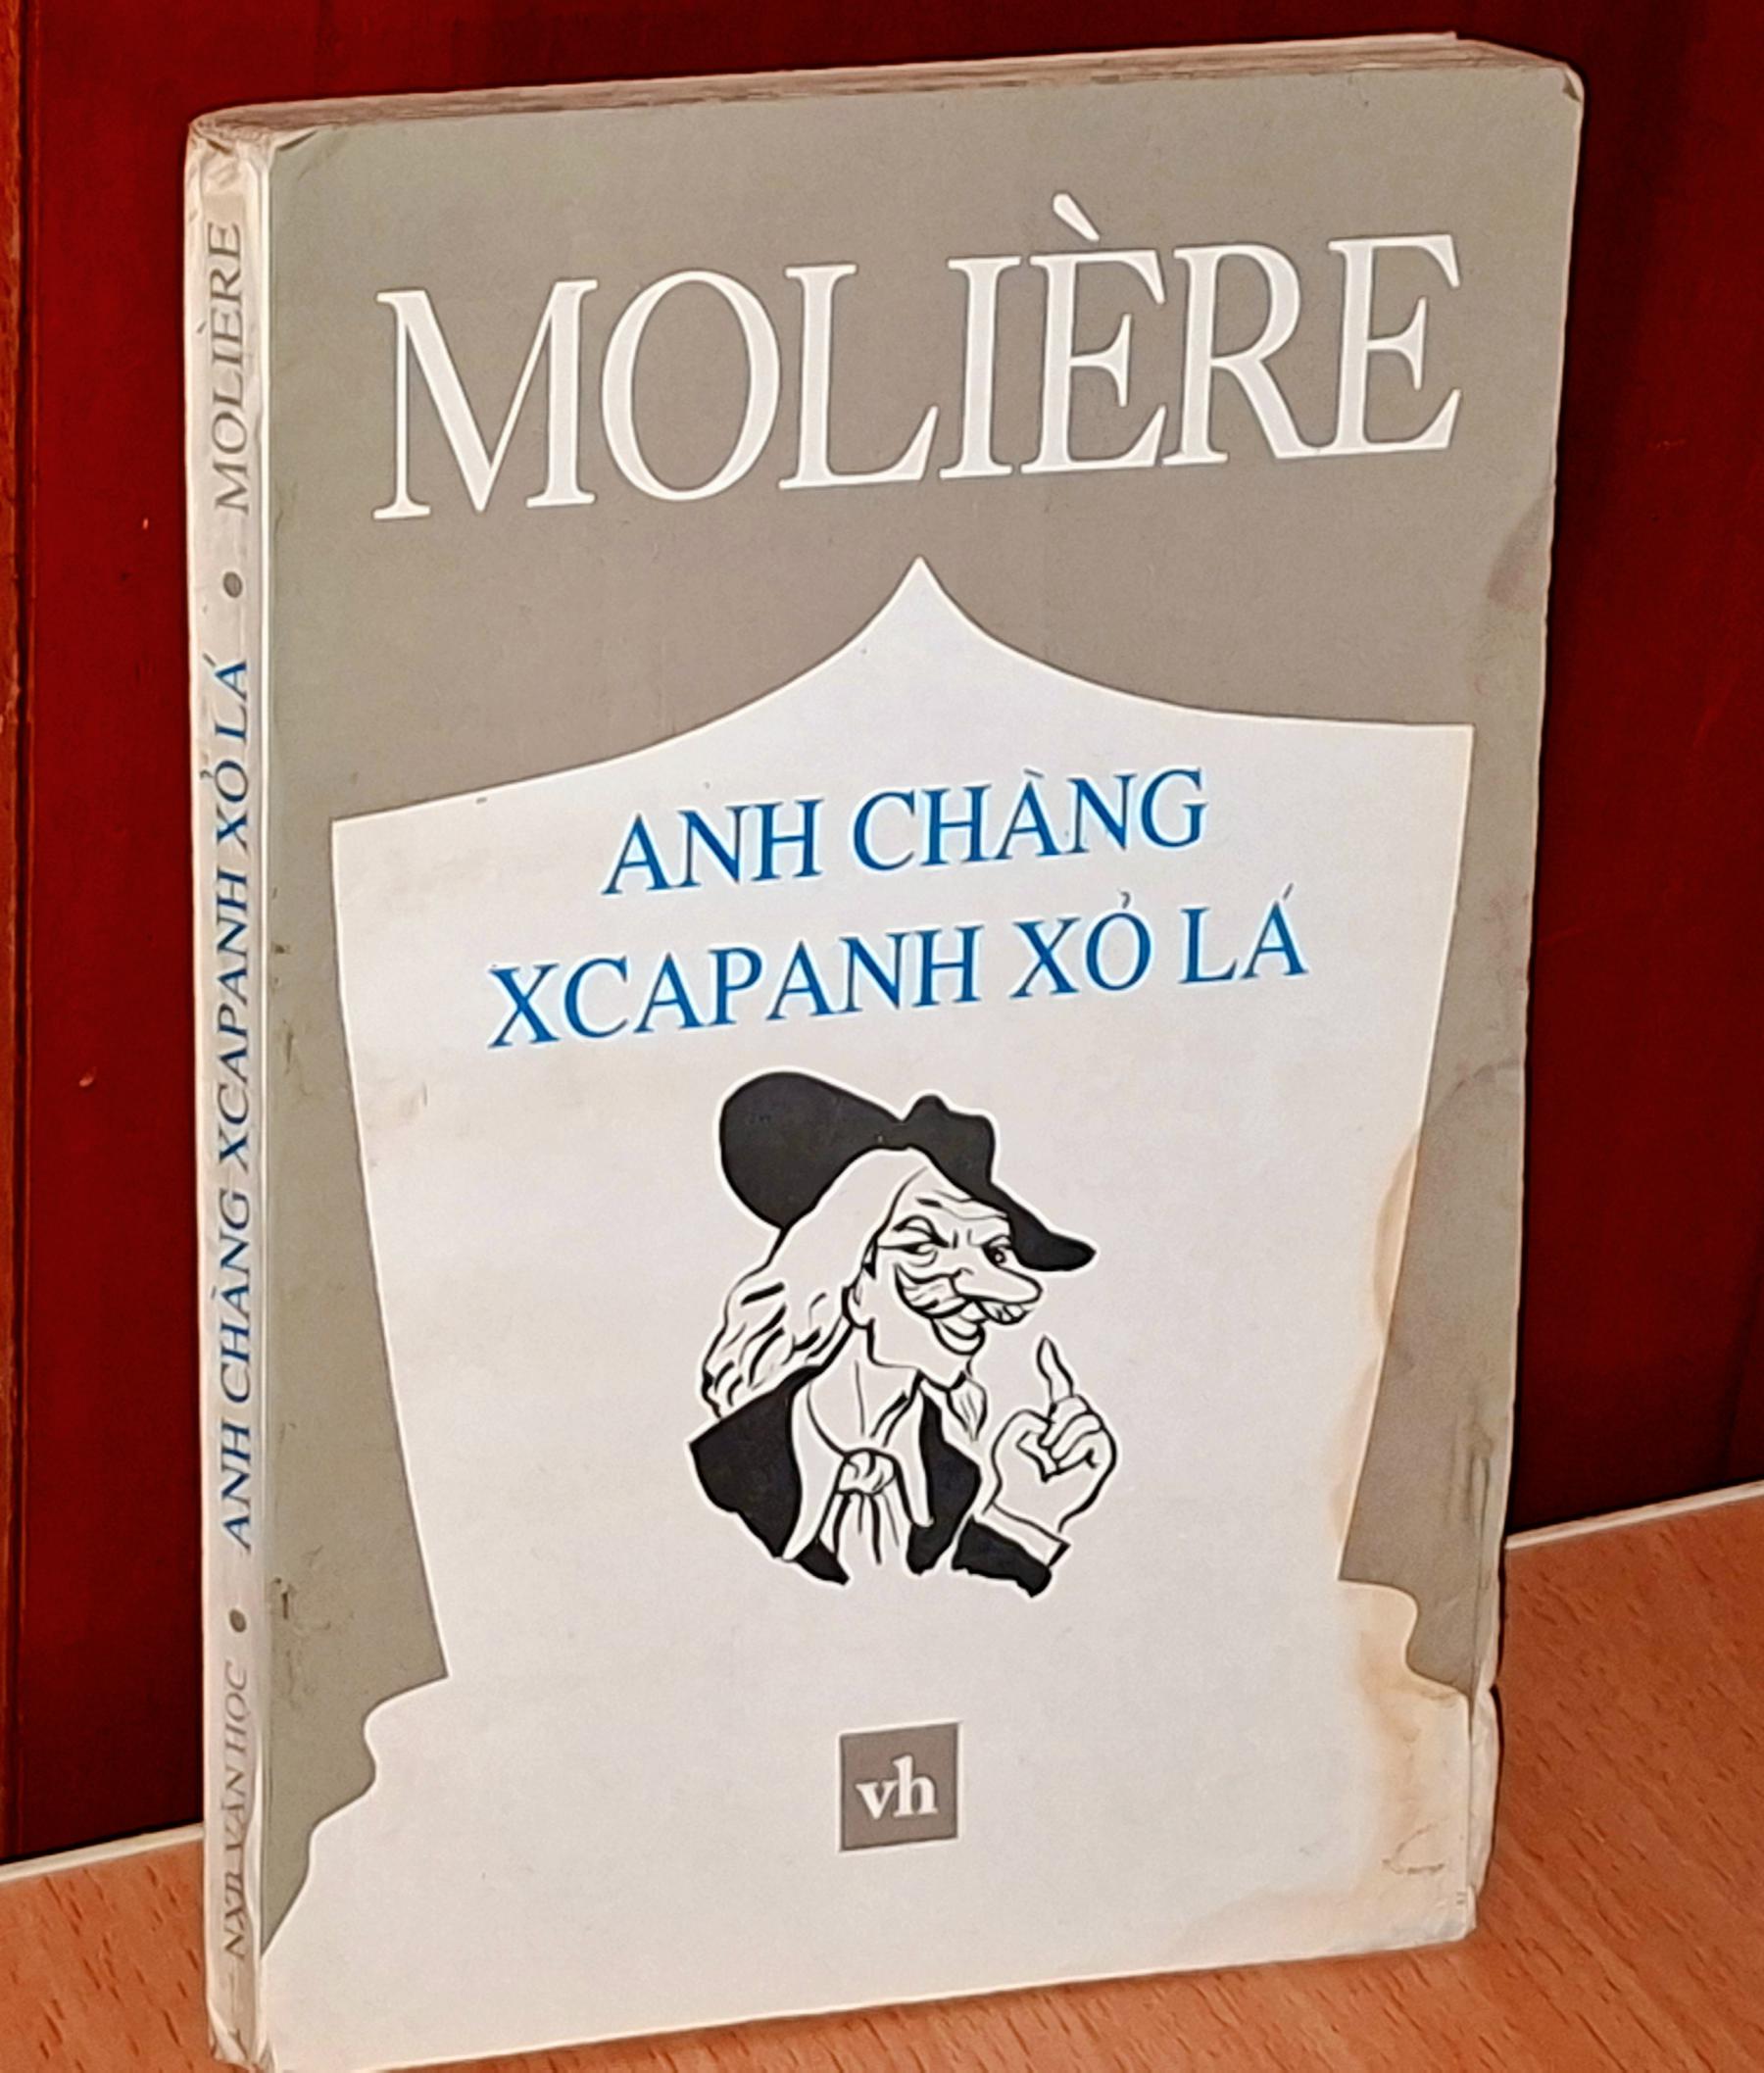 MOLIÈRE
ANH CHÀNG
XCAPANH XỎ LÁ
vh
NXB VĂN HỌC • ANH CHÀNG XCAPANH XỎ LÁ • MOLIÈRE